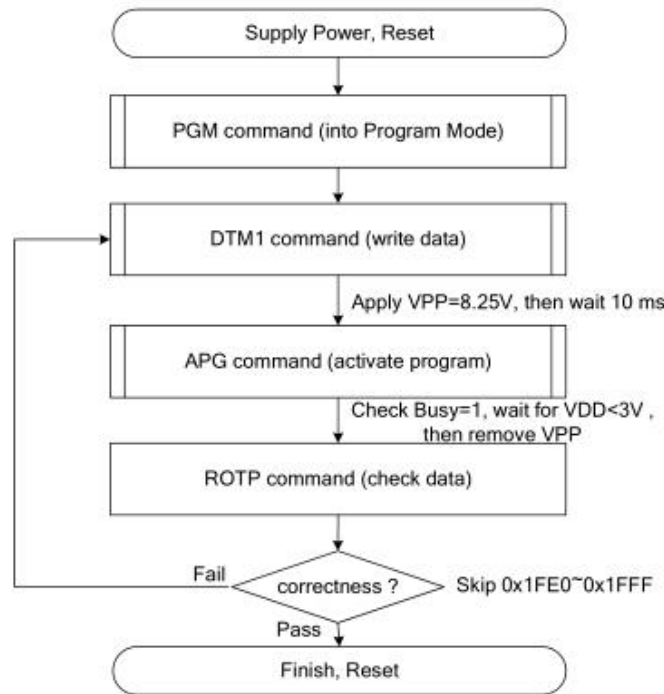 Supply Power, Reset
PGM command (into Program Mode)
DTM1 command (write data)
Apply VPP=8.25V, then wait 10 ms
APG command (activate program)
Check Busy=1, wait for VDD<3V ,
then remove VPP
ROTP command (check data)
Fail
correctness ?
Skip 0x1FE0~0x1FFF
Pass
Finish, Reset